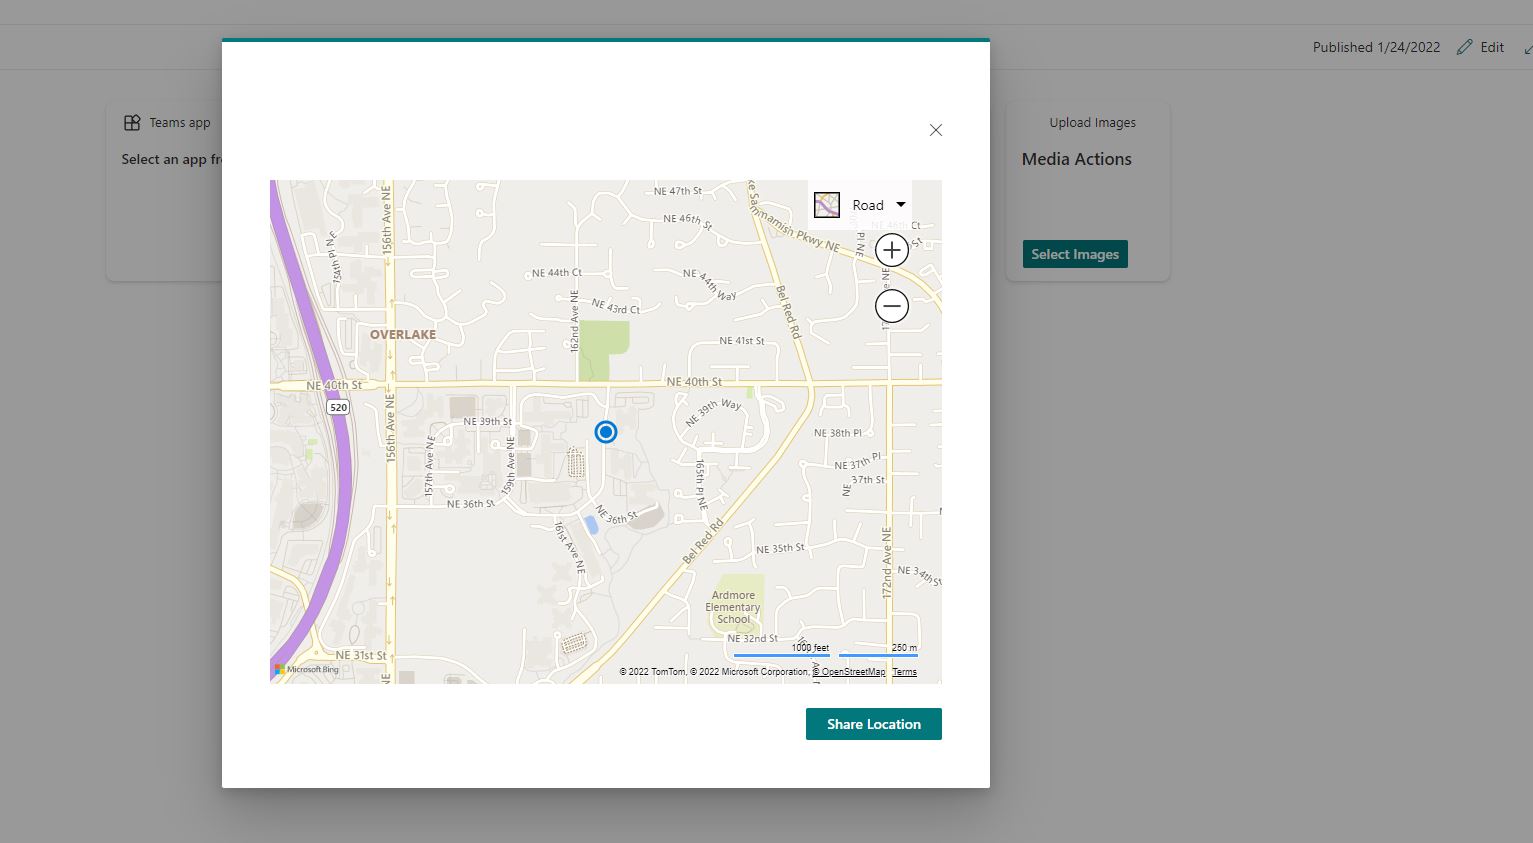 Published 1/24/2022
Edit
Teams app
Select an app fr
Upload Images
Media Actions
Select Images
Road
NE 47th St
NE 46th St
NE 46th Ct
mmamish Pkwy NE
156th Ave NE
154th Pl NE
NE 44th Ct
NE 44th Way
NE 43rd Ct
162nd Ave NE
Bel Red Rd
OVERLAKE
NE 41st St
NE 40th St
NE 40th St
520
156th Ave NE
NE 39th St
NE 39th Way
NE 38th Pl
157th Ave NE
159th Ave NE
165th Pl NE
NE 37th Pl
37th St
NE
NE 36th St
NE 36th St
161st Ave NE
Bel Red Rd
NE 35th St
172nd Ave NE
NE 34th St
Ardmore
Elementary
School
NE 32nd St
NE 31st St
NE
1000 feet
250 m
Microsoft Bing
© 2022 TomTom, © 2022 Microsoft Corporation, © OpenStreetMap
Terms
Share Location